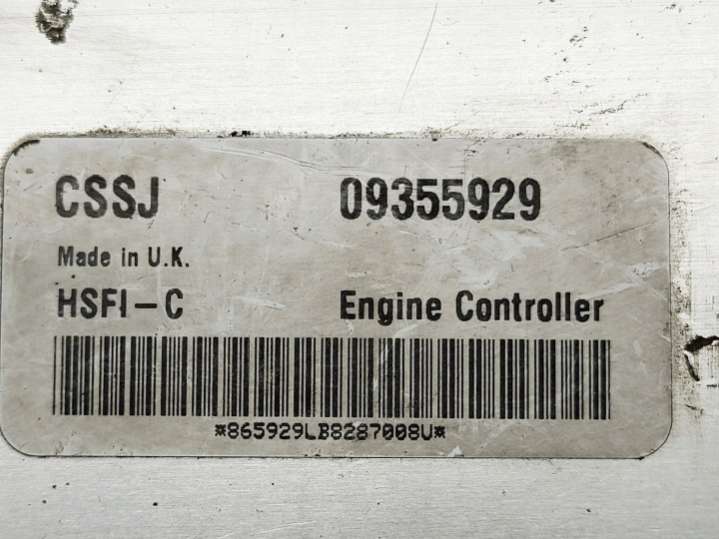 CSSJ 09355929
Made in U.K.
HSFI-C Engine Controller
*865929LB8287008U*